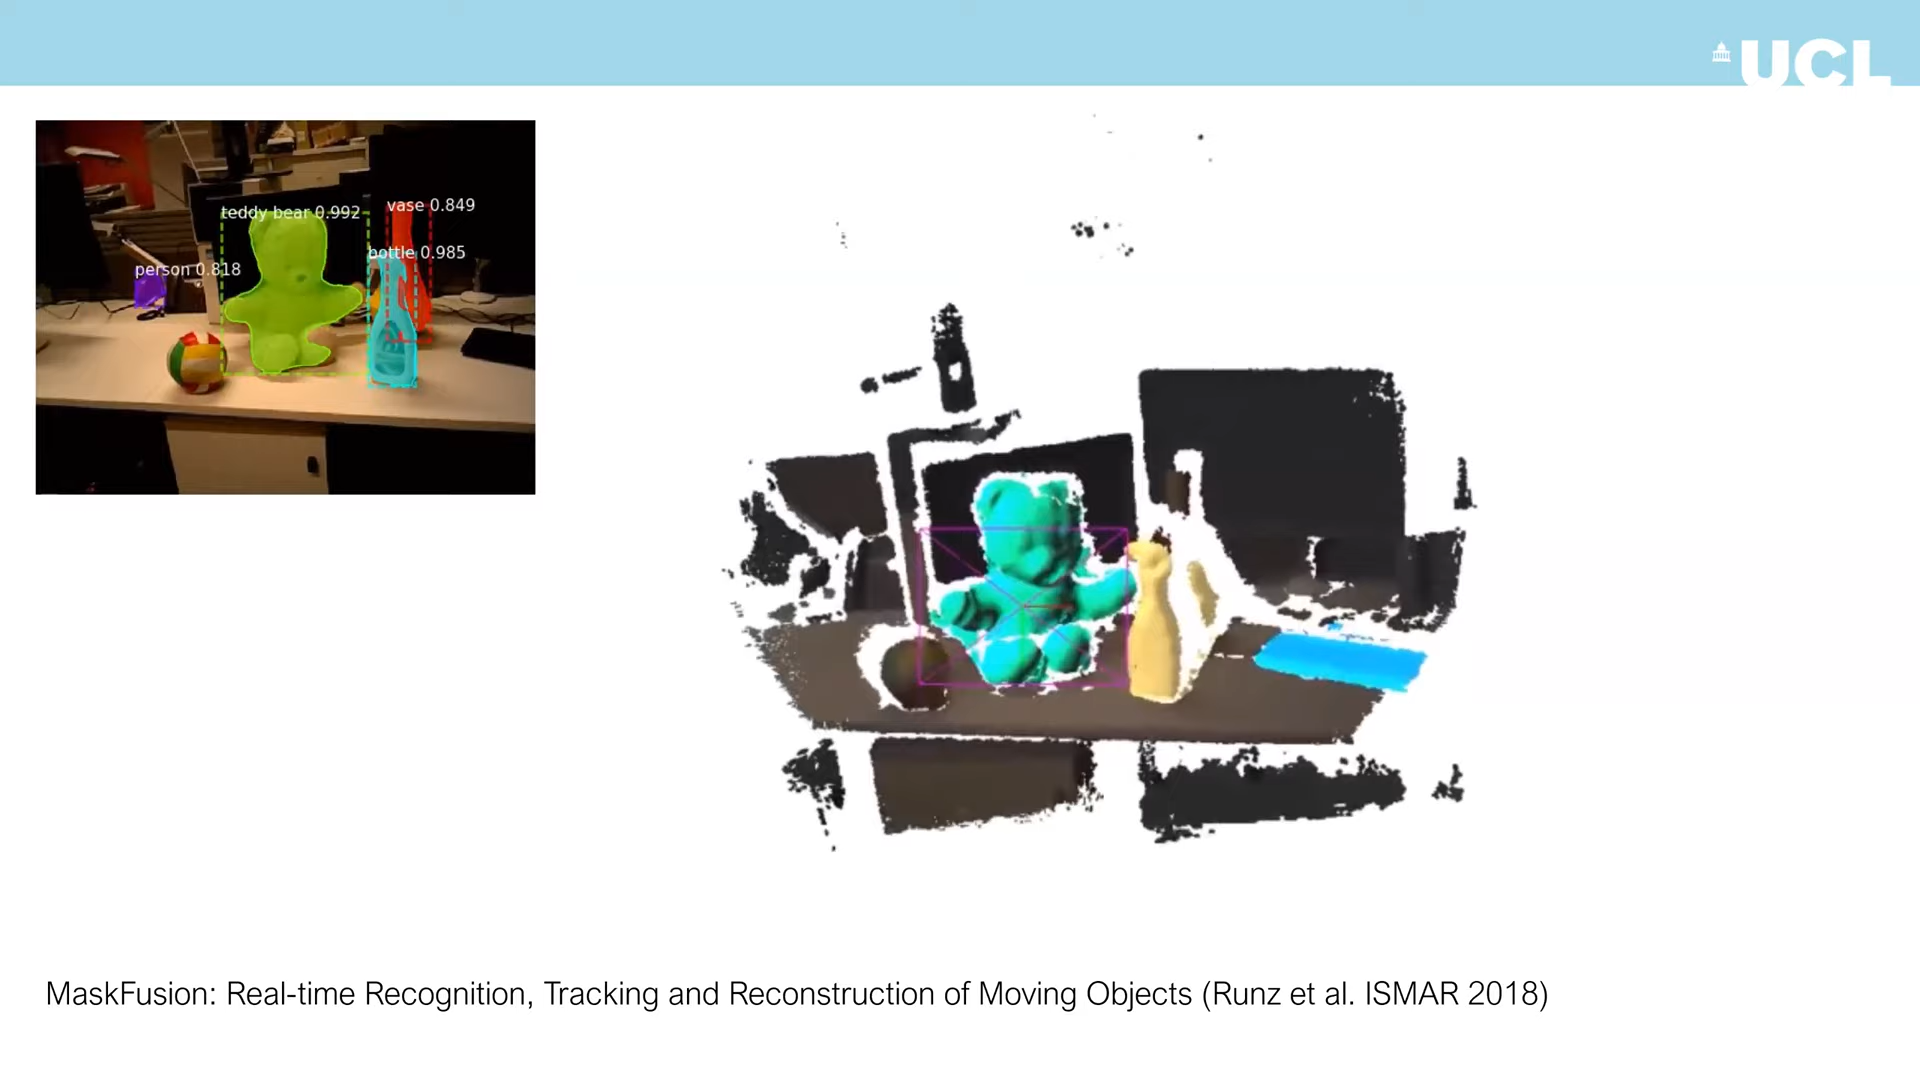 UCL
teddy bear 0.992
vase 0.849
bottle 0.985
person 0.818
MaskFusion: Real-time Recognition, Tracking and Reconstruction of Moving Objects (Runz et al. ISMAR 2018)